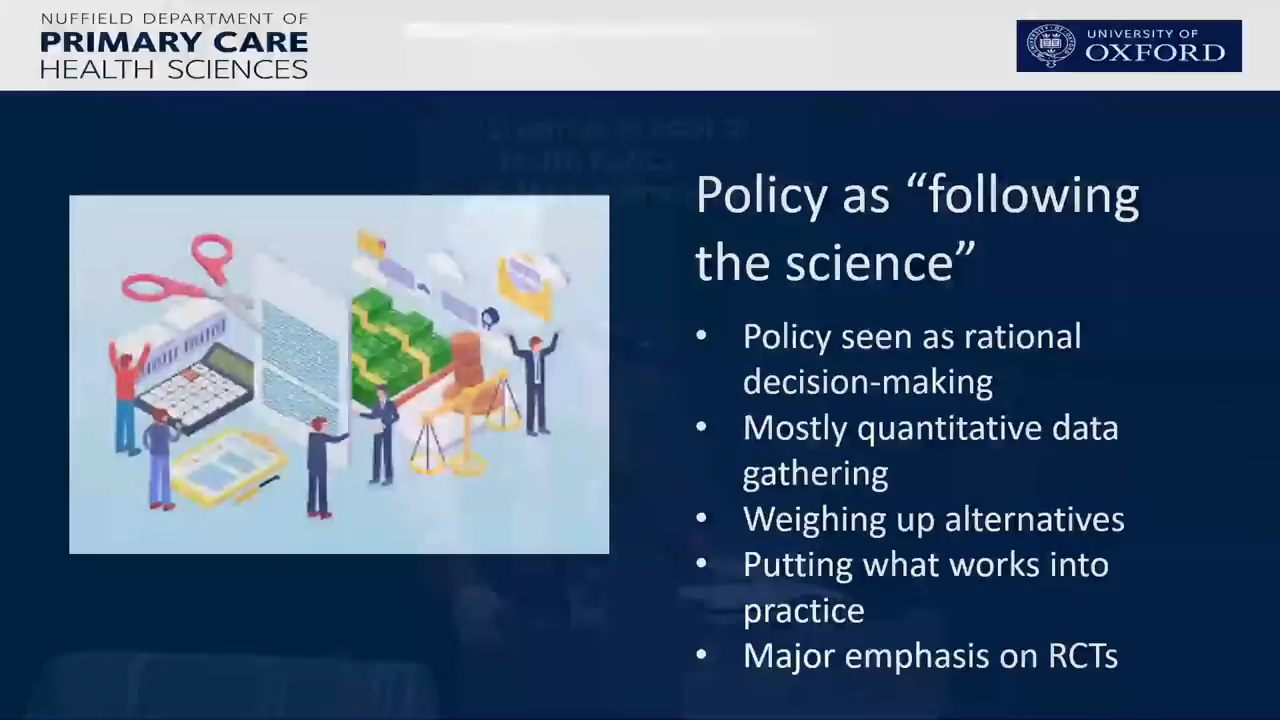 NUFFIELD DEPARTMENT OF
PRIMARY CARE
HEALTH SCIENCES
UNIVERSITY OF
OXFORD
Policy as “following
the science”
• Policy seen as rational
decision-making
• Mostly quantitative data
gathering
• Weighing up alternatives
• Putting what works into
practice
• Major emphasis on RCTs